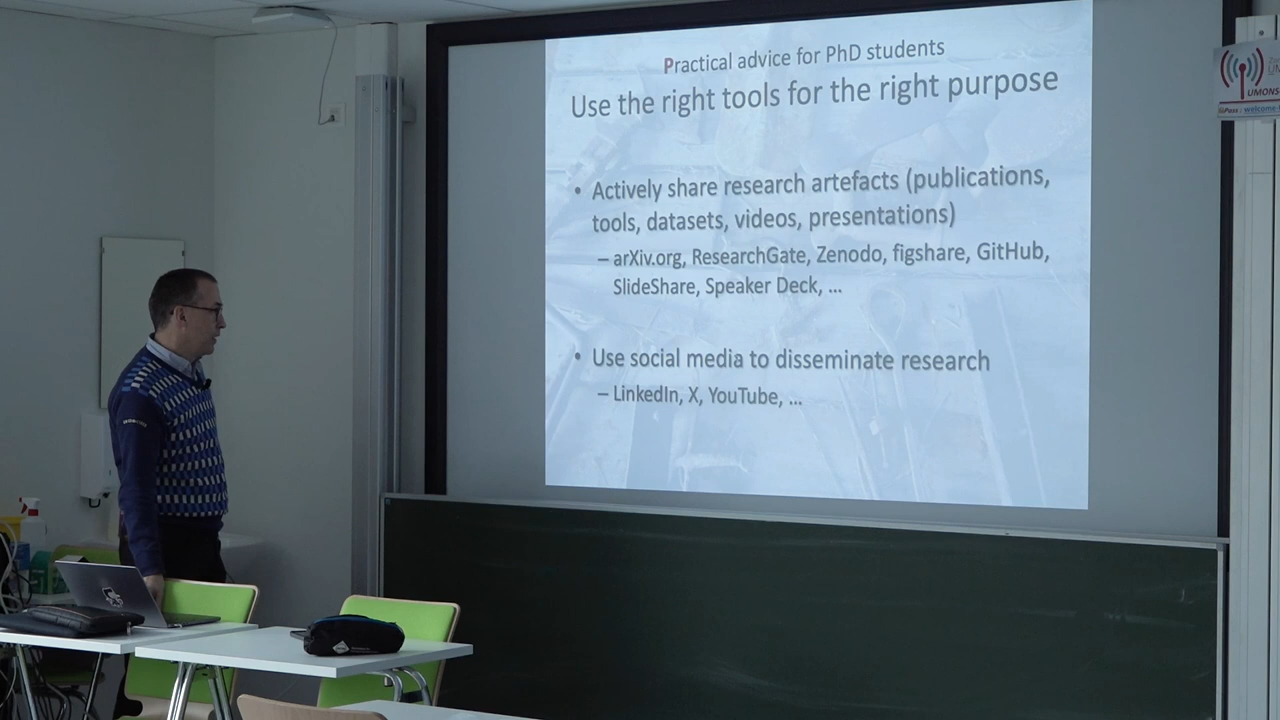 Practical advice for PhD students
Use the right tools for the right purpose
• Actively share research artefacts (publications,
tools, datasets, videos, presentations)
– arXiv.org, ResearchGate, Zenodo, figshare, GitHub,
SlideShare, Speaker Deck, ...
• Use social media to disseminate research
– LinkedIn, X, YouTube, ...
UMONS